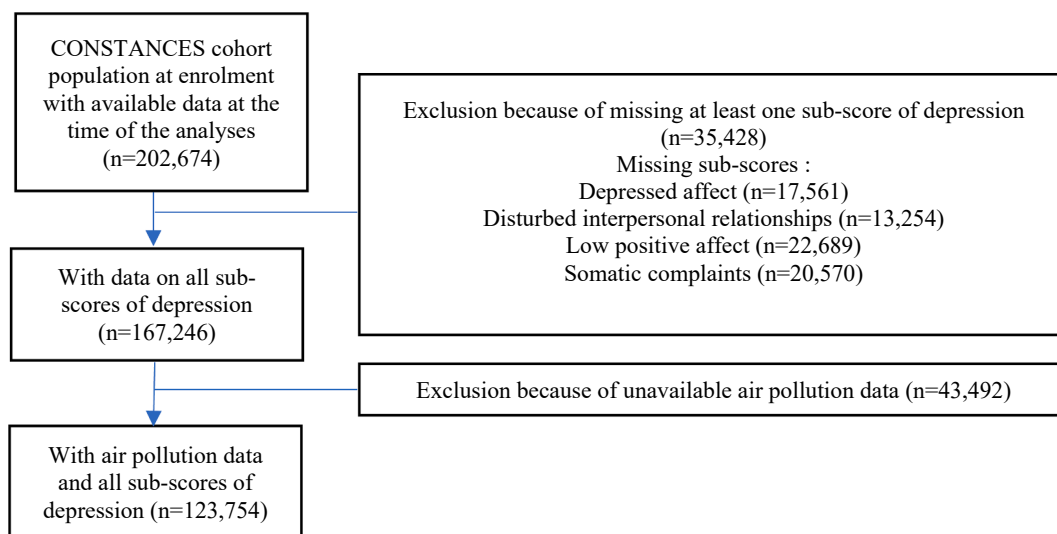 CONSTANCES cohort
population at enrolment
with available data at the
time of the analyses
(n=202,674)
Exclusion because of missing at least one sub-score of depression
(n=35,428)
Missing sub-scores :
Depressed affect (n=17,561)
Disturbed interpersonal relationships (n=13,254)
Low positive affect (n=22,689)
Somatic complaints (n=20,570)
With data on all sub-
scores of depression
(n=167,246)
Exclusion because of unavailable air pollution data (n=43,492)
With air pollution data
and all sub-scores of
depression (n=123,754)